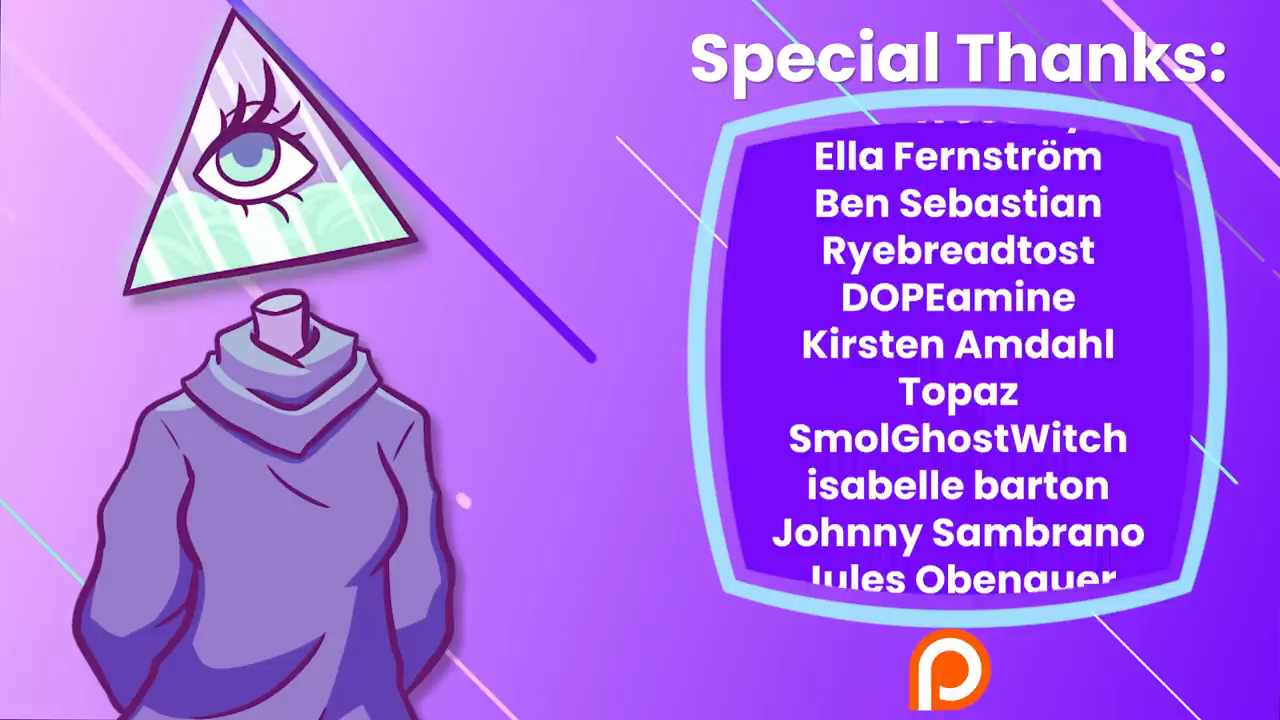 Special Thanks:
Ella Fernström
Ben Sebastian
Ryebreadtost
DOPEamine
Kirsten Amdahl
Topaz
SmolGhostWitch
isabelle barton
Johnny Sambrano
Jules Obenauer